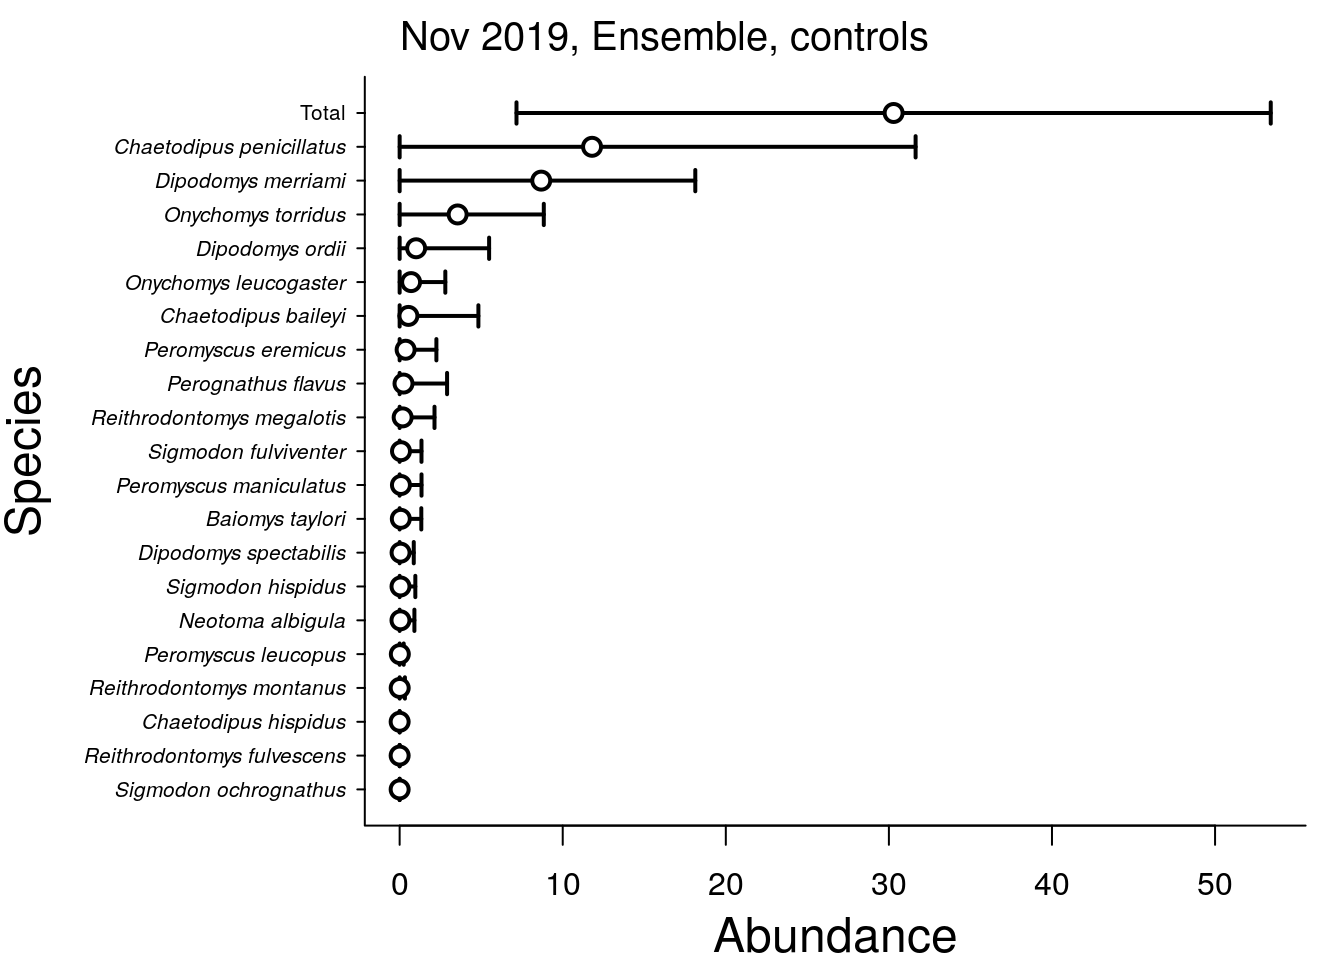 Nov 2019, Ensemble, controls
Total
Chaetodipus penicillatus
Dipodomys merriami
Onychomys torridus
Dipodomys ordii
Onychomys leucogaster
Chaetodipus baileyi
Peromyscus eremicus
Perognathus flavus
Reithrodontomys megalotis
Sigmodon fulviventer
Peromyscus maniculatus
Baiomys taylori
Dipodomys spectabilis
Sigmodon hispidus
Neotoma albigula
Peromyscus leucopus
Reithrodontomys montanus
Chaetodipus hispidus
Reithrodontomys fulvescens
Sigmodon ochrognathus
Species
0 10 20 30 40 50
Abundance